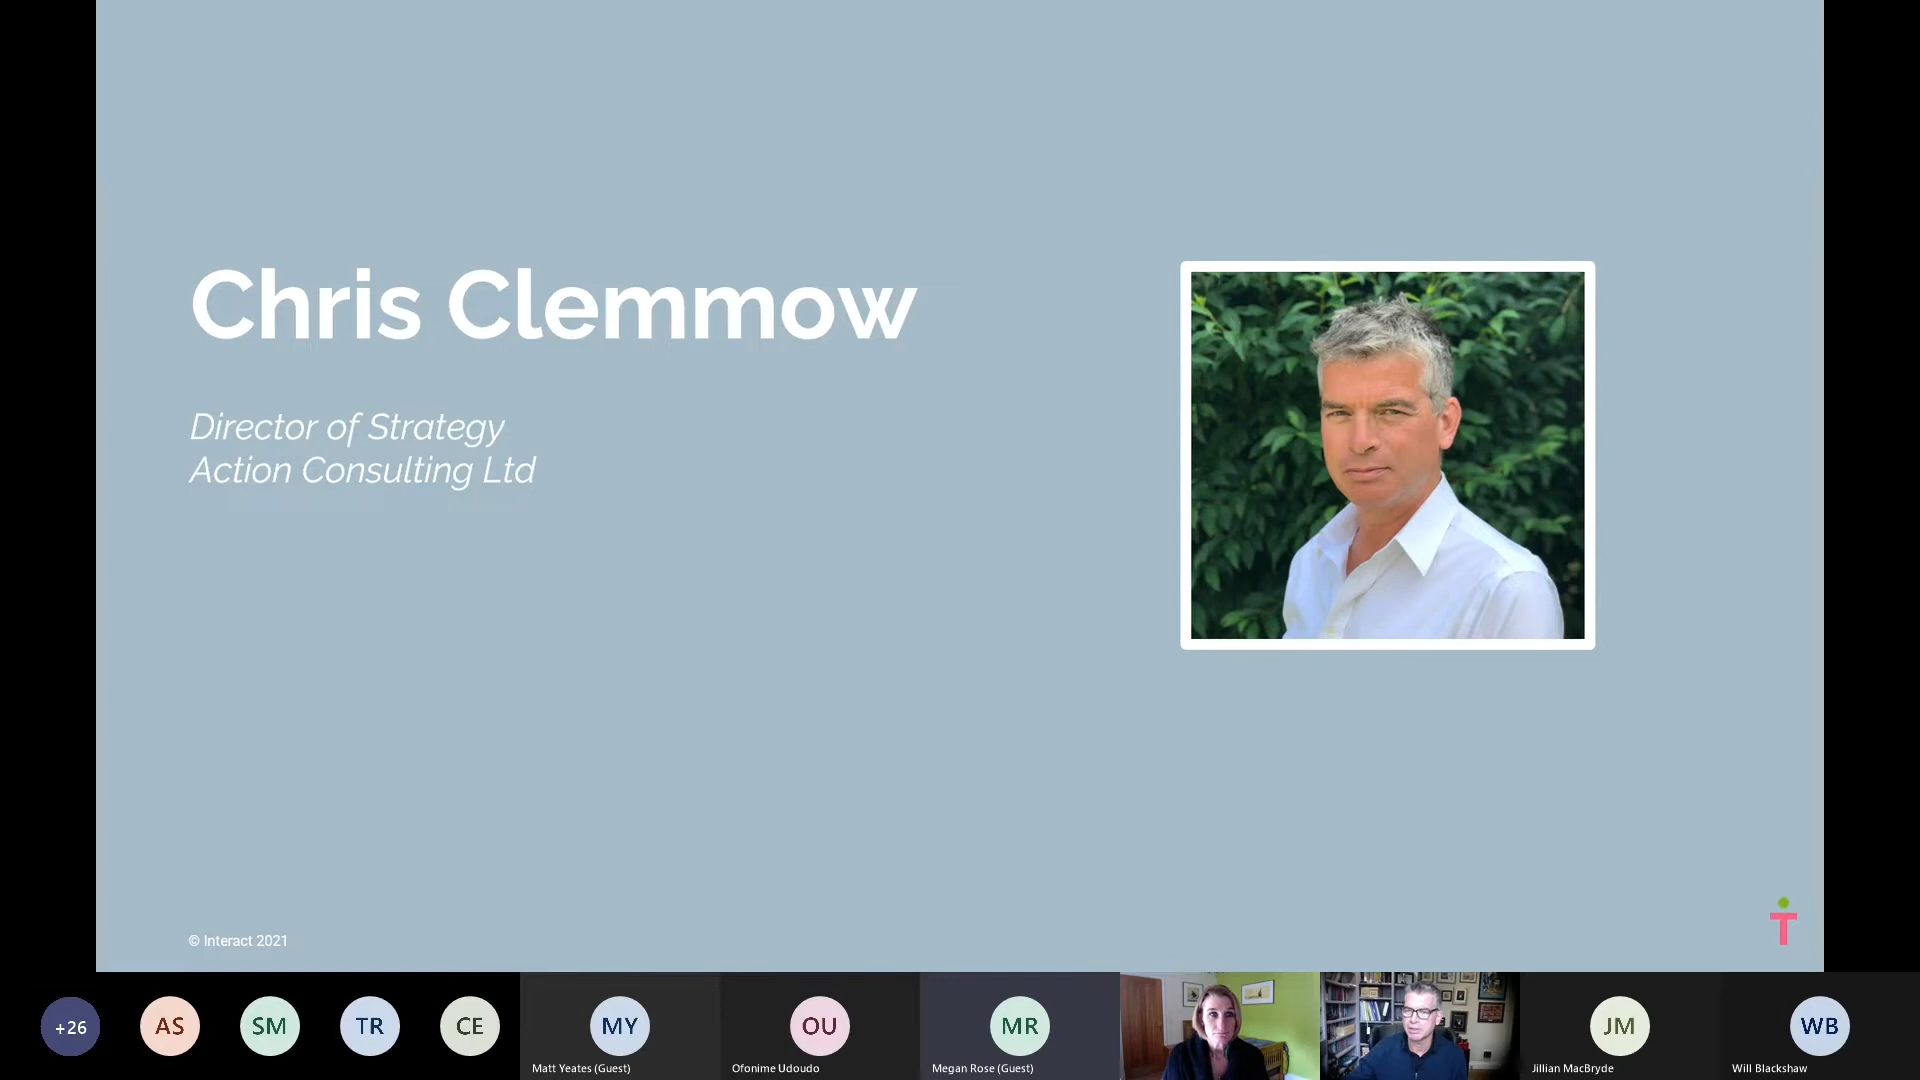 Chris Clemmow
Director of Strategy
Action Consulting Ltd
© Interact 2021
+26
AS
SM
TR
CE
MY
Matt Yeates (Guest)
OU
Ofonime Udoudo
MR
Megan Rose (Guest)
JM
Jillian MacBryde
WB
Will Blackshaw